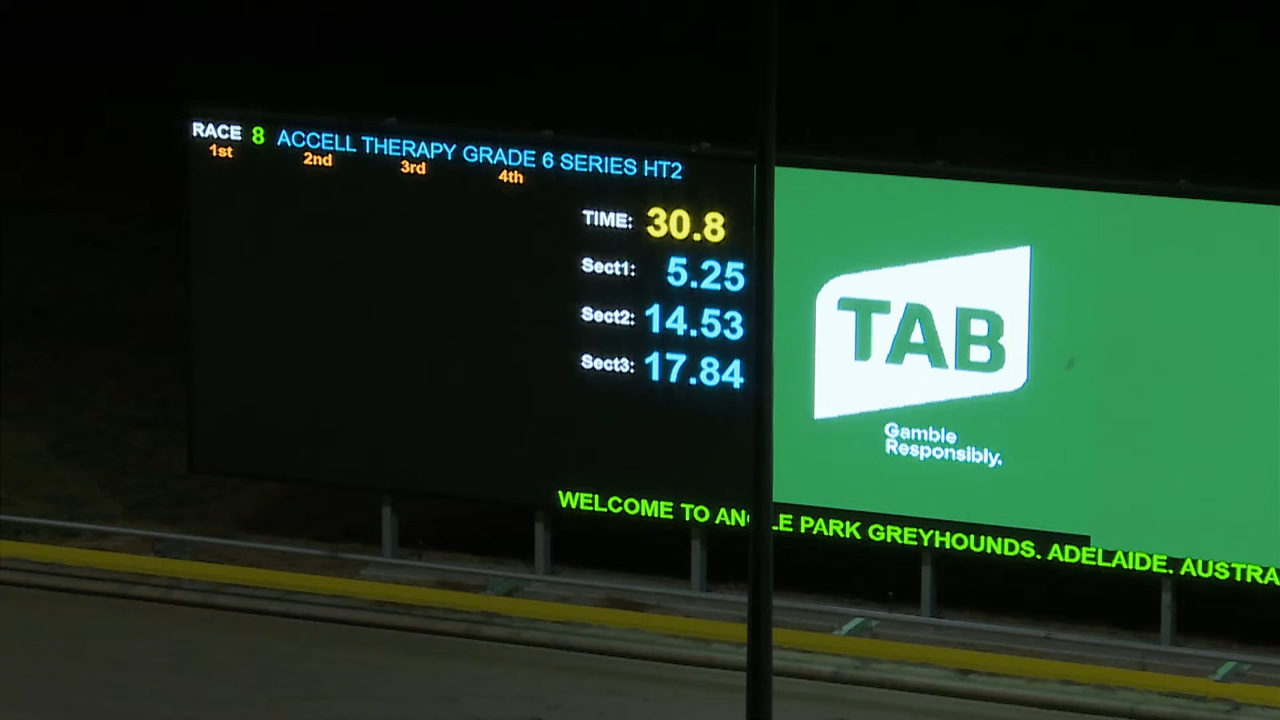 RACE 8 ACCELL THERAPY GRADE 6 SERIES HT2
1st 2nd 3rd 4th
TIME: 30.8
Sect1: 5.25
Sect2: 14.53
Sect3: 17.84
TAB
Gamble
Responsibly.
WELCOME TO AN LE PARK GREYHOUNDS. ADELAIDE. AUSTRA